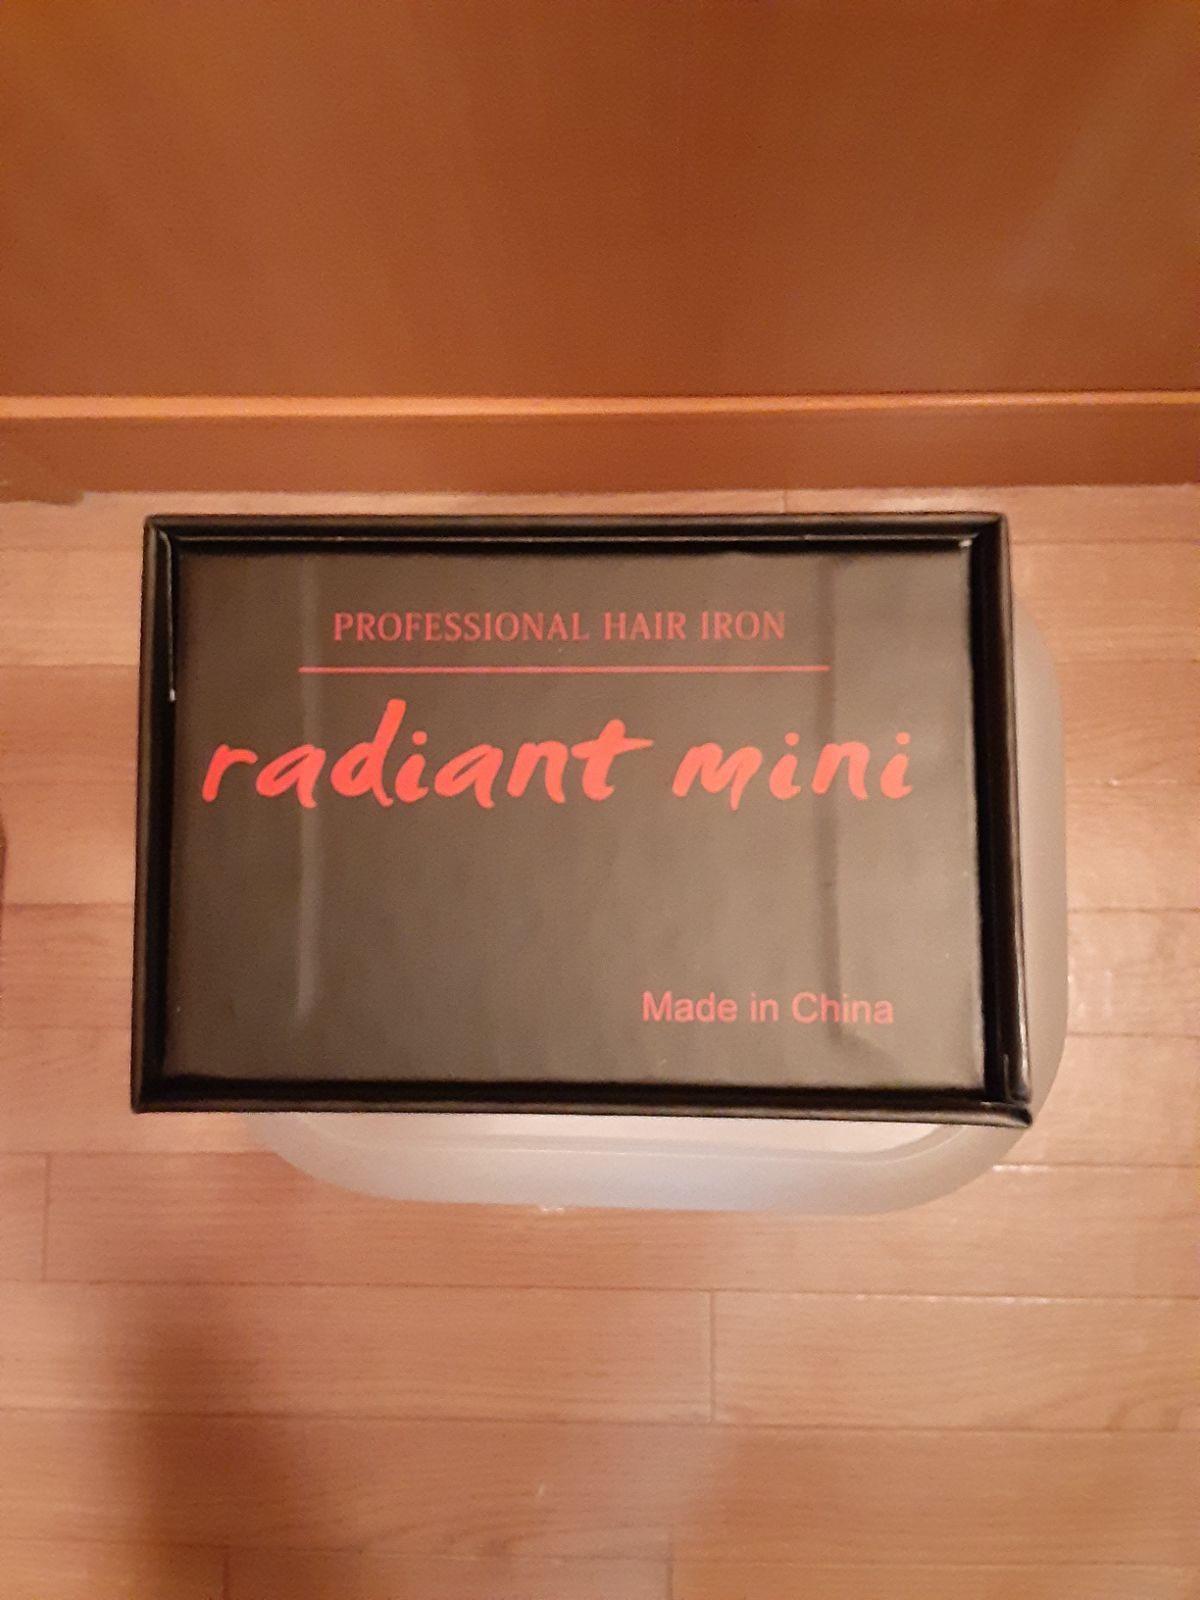 PROFESSIONAL HAIR IRON
radiant mini
Made in China